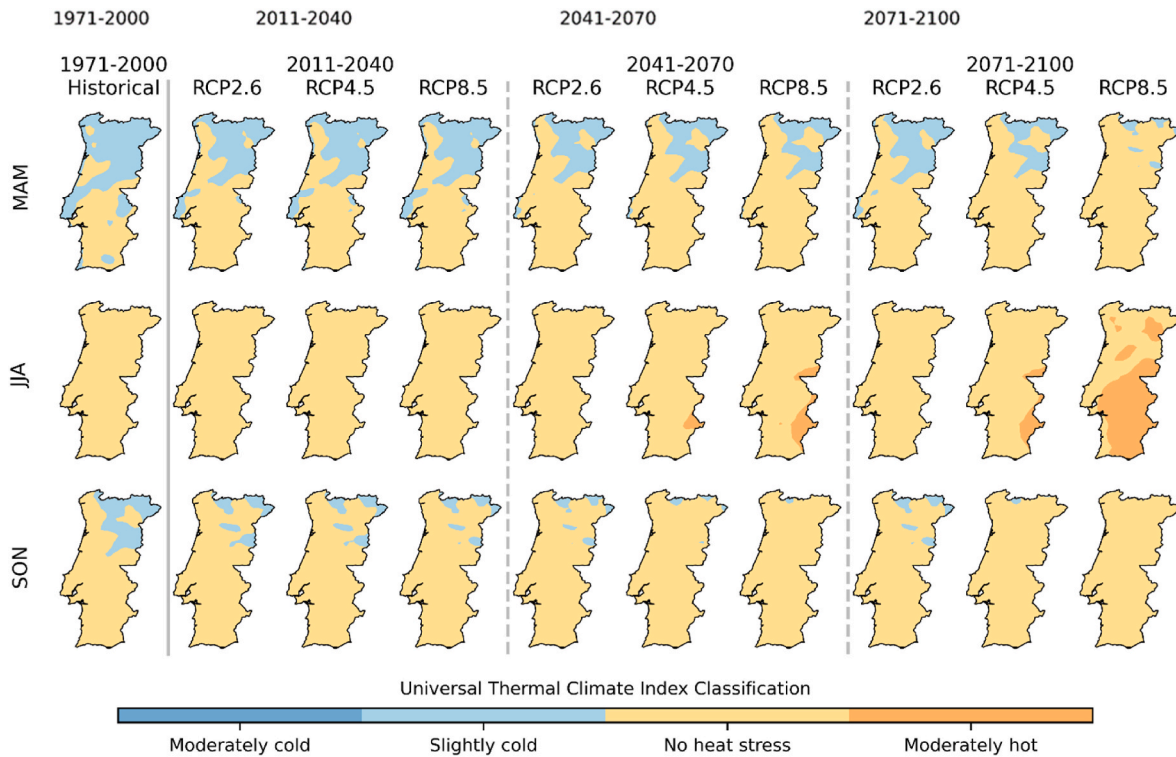 1971-2000 2011-2040 2041-2070 2071-2100
1971-2000 2011-2040 2041-2070 2071-2100
Historical RCP2.6 RCP4.5 RCP8.5 RCP2.6 RCP4.5 RCP8.5 RCP2.6 RCP4.5 RCP8.5
MAM
JJA
SON
Universal Thermal Climate Index Classification
Moderately cold Slightly cold No heat stress Moderately hot